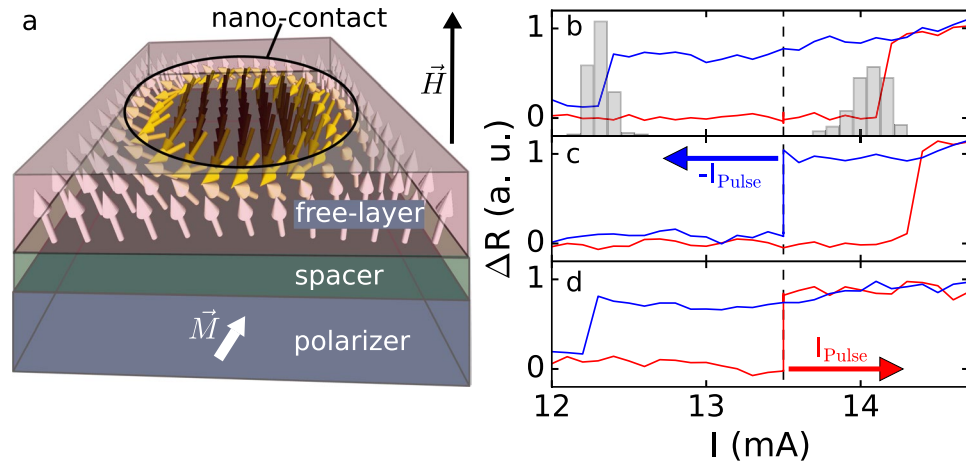 a
nano-contact
H⃗
free-layer
spacer
M⃗
polarizer
ΔR (a. u.)
b
1
0
c
-I_Pulse
1
0
d
1
I_Pulse
0
12 13 14
I (mA)